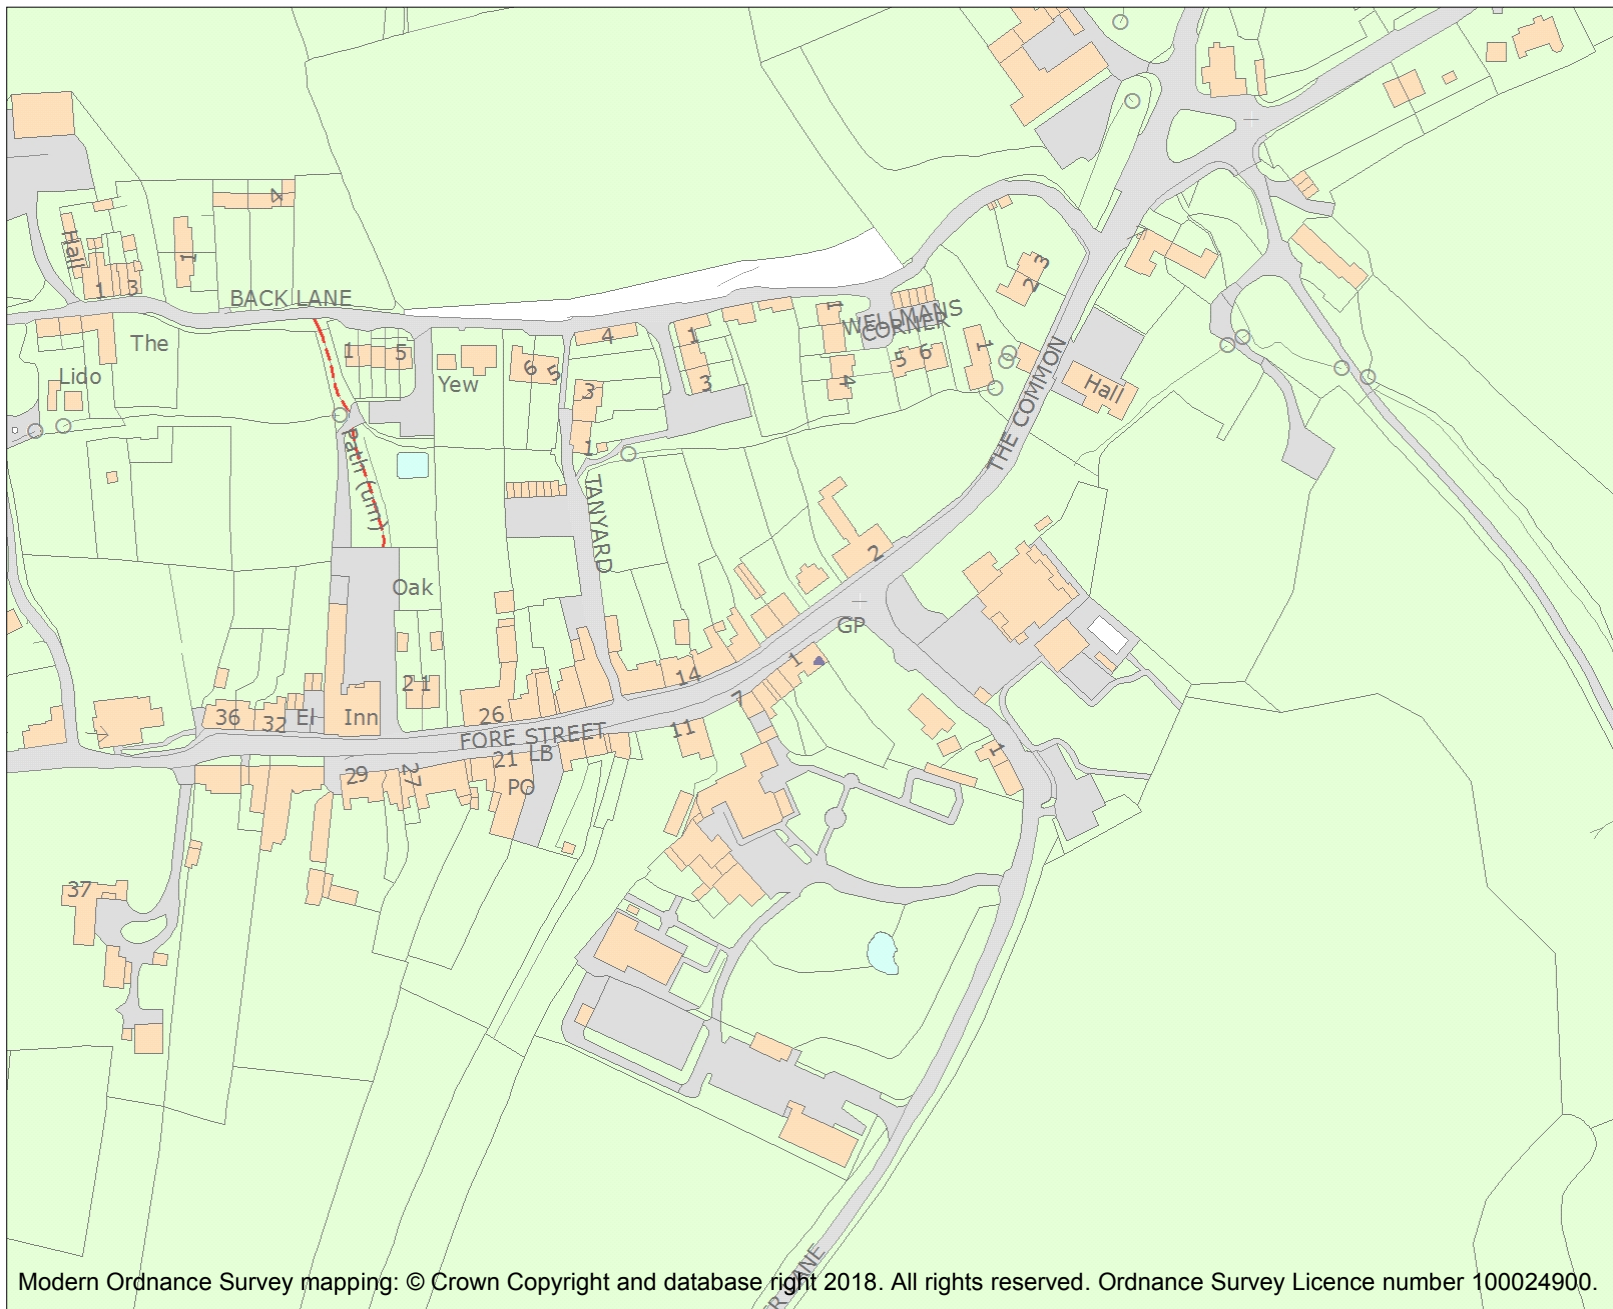 4
Hall
1
1
3
BACK LANE
The
Lido
1
5
Yew
6
5
4
3
1
1
3
1
4
WELLMANS
CORNER
5
6
1
2
3
THE COMMON
Hall
Path (um)
TANYARD
Oak
2
GP
1
7
14
11
2 1
26
36
32
El
Inn
FORE STREET
LB
21
PO
29
27
1
37
Modern Ordnance Survey mapping: © Crown Copyright and database right 2018. All rights reserved. Ordnance Survey Licence number 100024900.